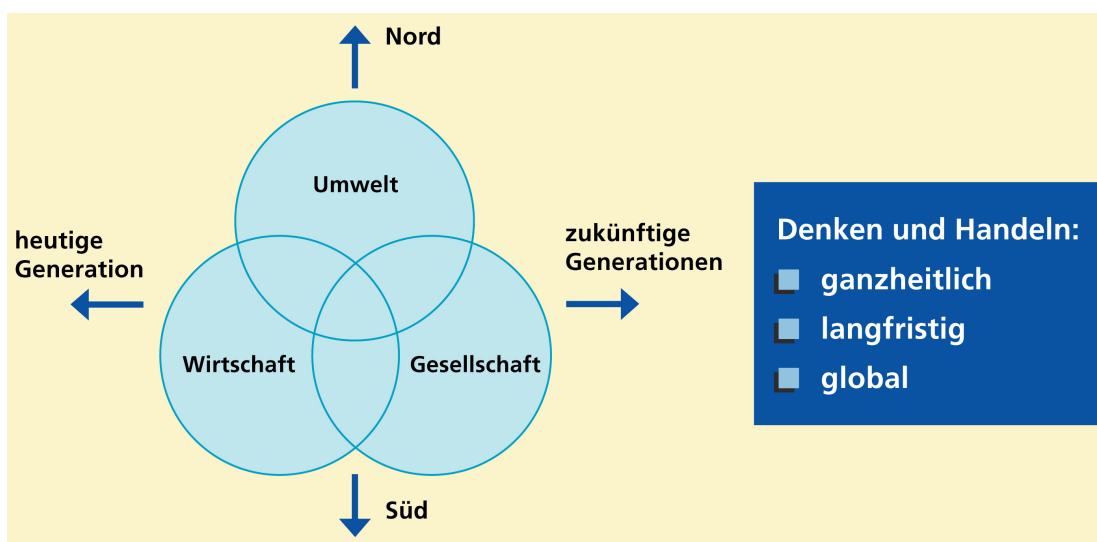 Nord
Umwelt
heutige
Generation
zukünftige
Generationen
Wirtschaft
Gesellschaft
Süd
Denken und Handeln:
ganzheitlich
langfristig
global